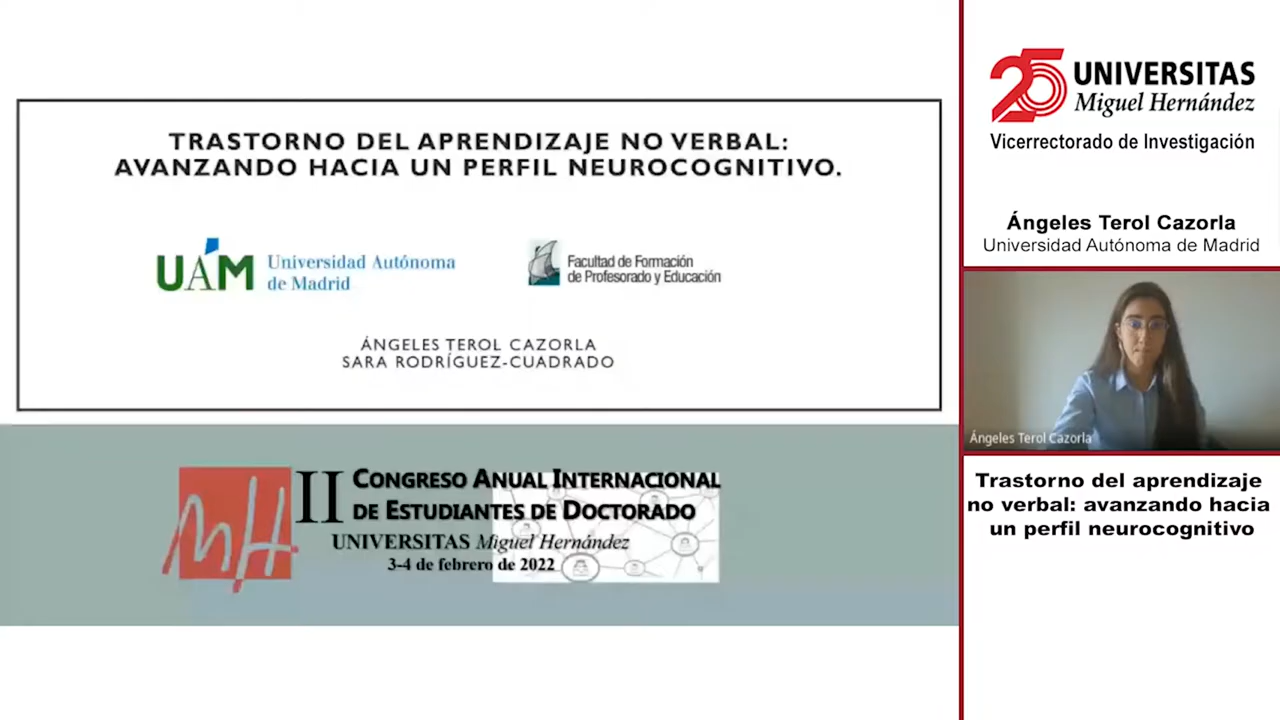 TRASTORNO DEL APRENDIZAJE NO VERBAL:
AVANZANDO HACIA UN PERFIL NEUROCOGNITIVO.
UAM Universidad Autónoma
de Madrid
Facultad de Formación
de Profesorado y Educación
ÁNGELES TEROL CAZORLA
SARA RODRÍGUEZ-CUADRADO
MH
II CONGRESO ANUAL INTERNACIONAL
DE ESTUDIANTES DE DOCTORADO
UNIVERSITAS Miguel Hernández
3-4 de febrero de 2022
25 UNIVERSITAS
Miguel Hernández
Vicerrectorado de Investigación
Ángeles Terol Cazorla
Universidad Autónoma de Madrid
Ángeles Terol Cazorla
Trastorno del aprendizaje
no verbal: avanzando hacia
un perfil neurocognitivo